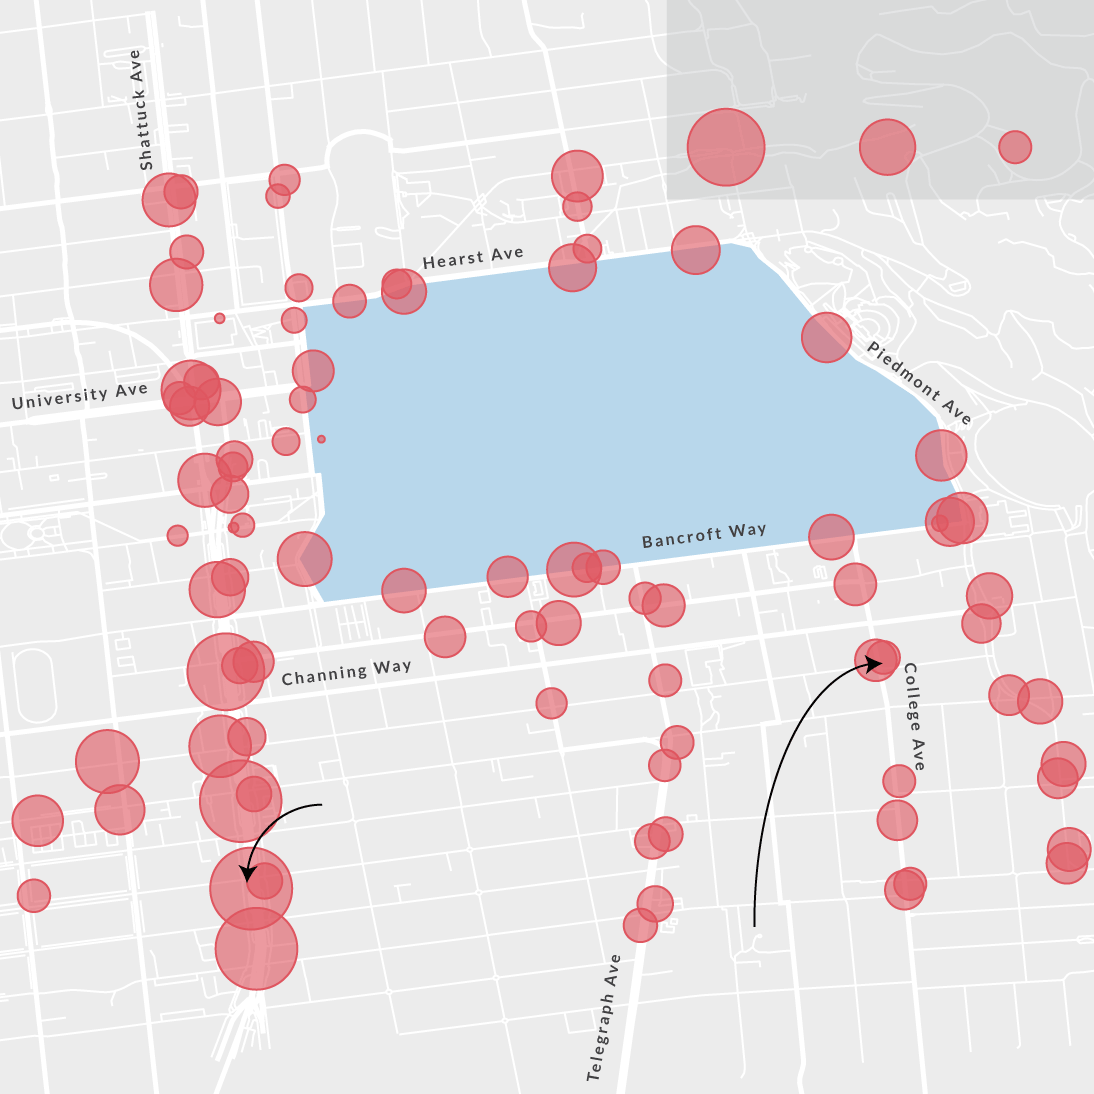 Shattuck Ave
Hearst Ave
Piedmont Ave
University Ave
Bancroft Way
Channing Way
College Ave
Telegraph Ave